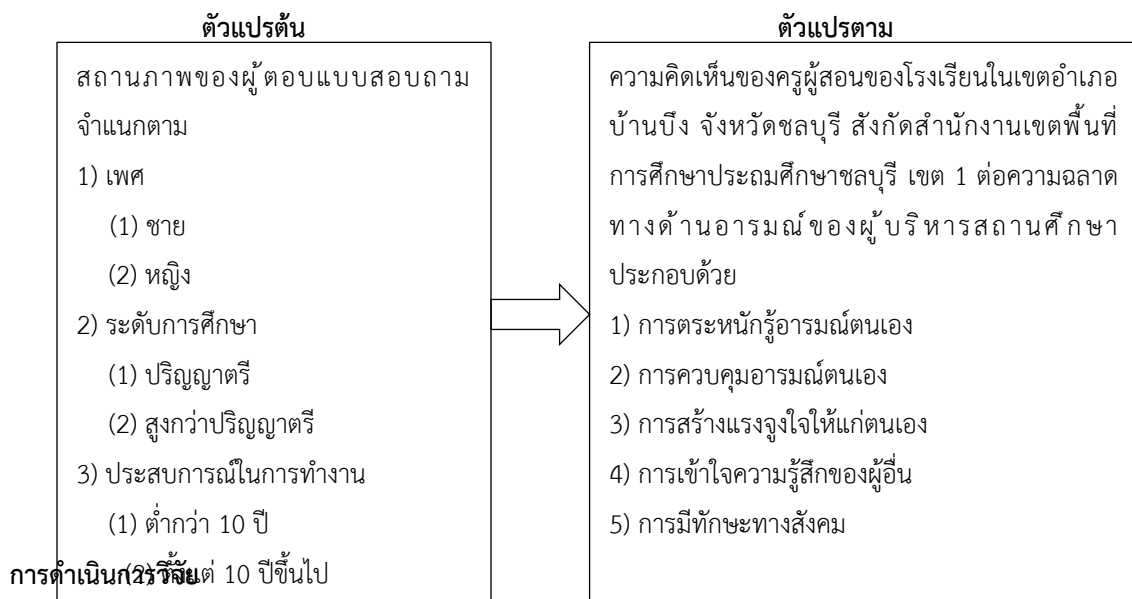 ตัวแปรต้น
สถานภาพของผู้ตอบแบบสอบถาม
จำแนกตาม
1) เพศ
(1) ชาย
(2) หญิง
2) ระดับการศึกษา
(1) ปริญญาตรี
(2) สูงกว่าปริญญาตรี
3) ประสบการณ์ในการทำงาน
(1) ต่ำกว่า 10 ปี
(2) ตั้งแต่ 10 ปีขึ้นไป
ตัวแปรตาม
ความคิดเห็นของครูผู้สอนของโรงเรียนในเขตอำเภอ
บ้านบึง จังหวัดชลบุรี สังกัดสำนักงานเขตพื้นที่
การศึกษาประถมศึกษาชลบุรี เขต 1 ต่อความฉลาด
ทางด้านอารมณ์ของผู้บริหารสถานศึกษา
ประกอบด้วย
1) การตระหนักรู้อารมณ์ตนเอง
2) การควบคุมอารมณ์ตนเอง
3) การสร้างแรงจูงใจให้แก่ตนเอง
4) การเข้าใจความรู้สึกของผู้อื่น
5) การมีทักษะทางสังคม
การดำเนินการวิจัย